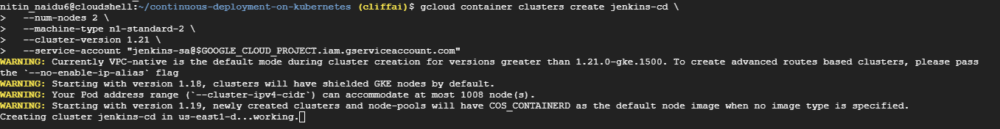 nitin_naidu6@cloudshell:~/continuous-deployment-on-kubernetes (cliffai)$ gcloud container clusters create jenkins-cd \
>   --num-nodes 2 \
>   --machine-type n1-standard-2 \
>   --cluster-version 1.21 \
>   --service-account "jenkins-sa@$GOOGLE_CLOUD_PROJECT.iam.gserviceaccount.com"
WARNING: Currently VPC-native is the default mode during cluster creation for versions greater than 1.21.0-gke.1500. To create advanced routes based clusters, please pass
the `--no-enable-ip-alias` flag
WARNING: Starting with version 1.18, clusters will have shielded GKE nodes by default.
WARNING: Your Pod address range (`--cluster-ipv4-cidr`) can accommodate at most 1008 node(s).
WARNING: Starting with version 1.19, newly created clusters and node-pools will have COS_CONTAINERD as the default node image when no image type is specified.
Creating cluster jenkins-cd in us-east1-d...working.